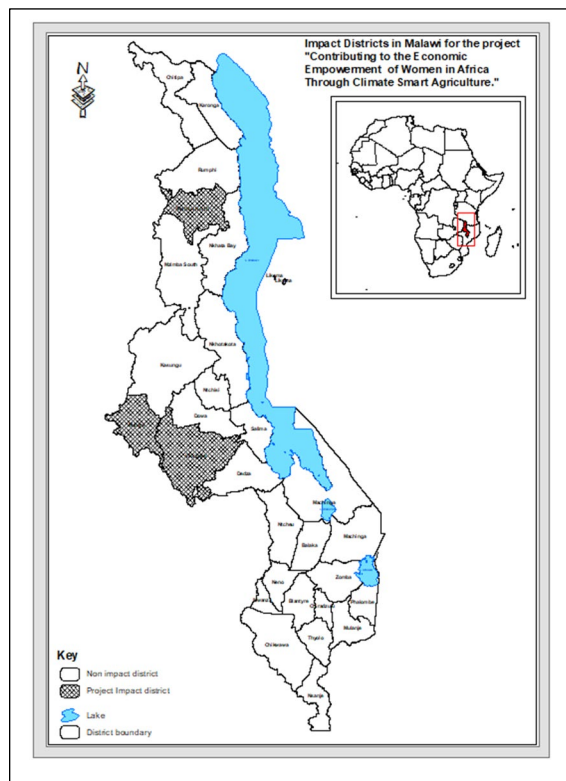 Impact Districts in Malawi for the project
"Contributing to the Economic
Empowerment of Women in Africa
Through Climate Smart Agriculture."
N
Chitipa
Karonga
Rumphi
Nkhata Bay
Mzimba South
Likoma
Likoma
Nkhotakota
Kasungu
Ntchisi
Dowa
Salima
Dedza
Machinga
Ntcheu
Balaka
Machinga
Zomba
Neno
Blantyre
Phalombe
Mulanje
Thyolo
Chikwawa
Nsanje
Key
Non impact district
Project Impact district
Lake
District boundary